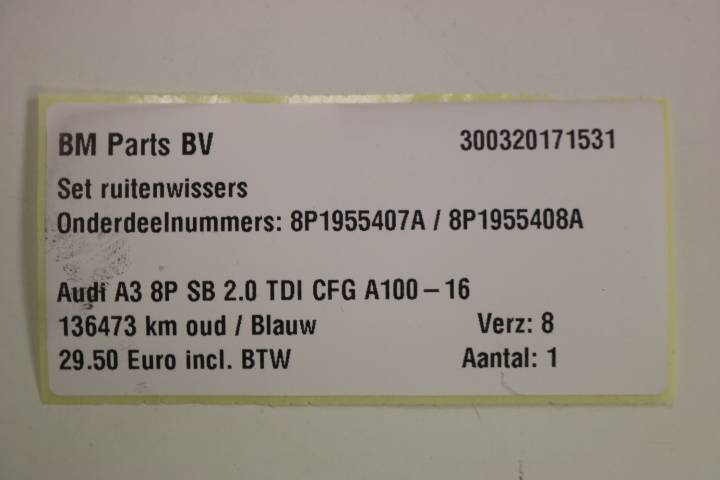 BM Parts BV 300320171531
Set ruitenwissers
Onderdeelnummers: 8P1955407A / 8P1955408A
Audi A3 8P SB 2.0 TDI CFG A100 – 16
136473 km oud / Blauw Verz: 8
29.50 Euro incl. BTW Aantal: 1